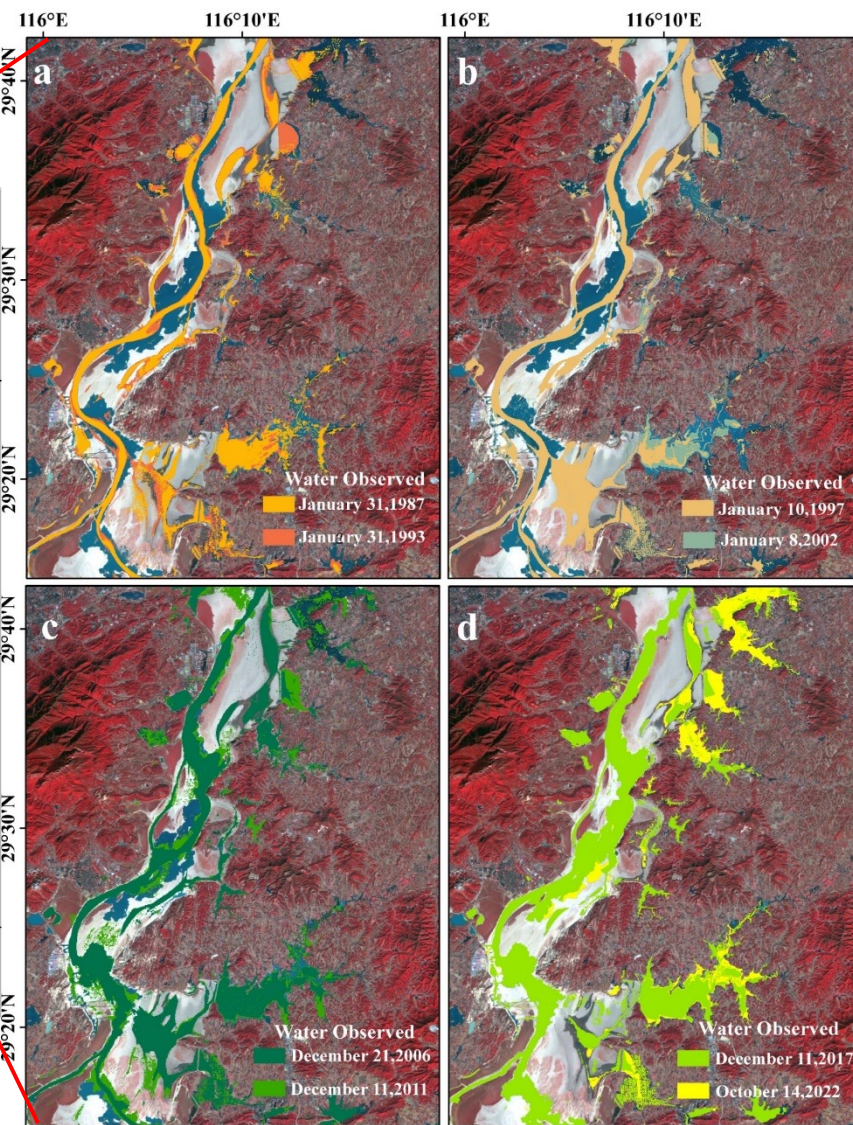 116°E 116°10'E 116°E 116°10'E
29°40'N
a
b
29°30'N
29°20'N
Water Observed
January 31,1987
January 31,1993
Water Observed
January 10,1997
January 8,2002
29°40'N
c
d
29°30'N
29°20'N
Water Observed
December 21,2006
December 11,2011
Water Observed
December 11,2017
October 14,2022